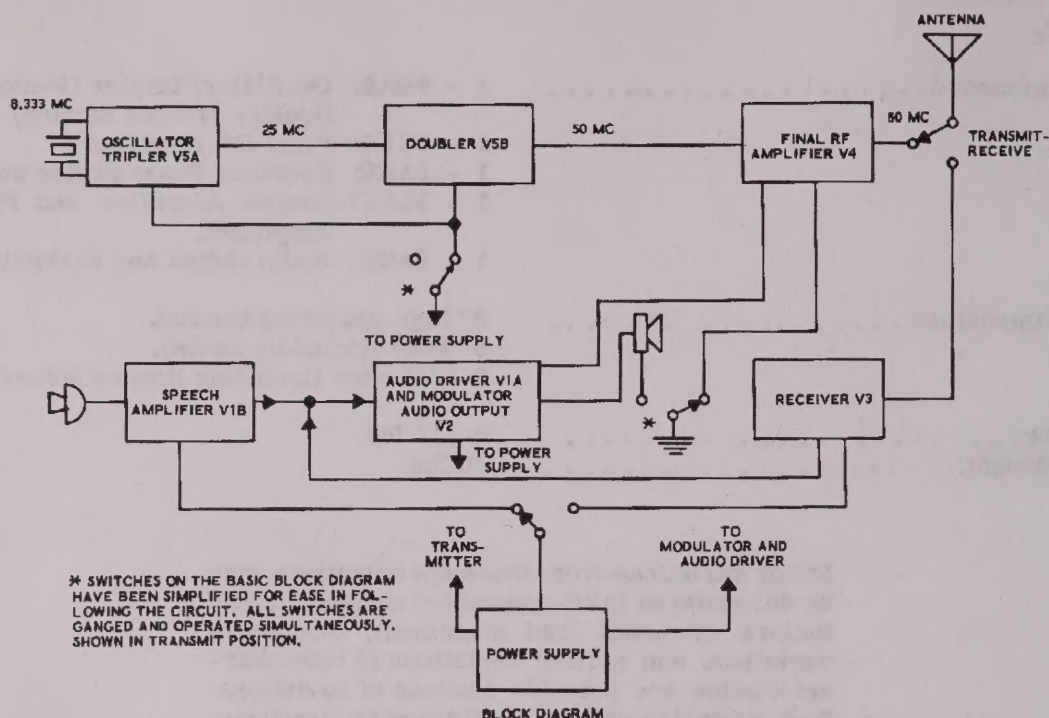 ANTENNA
8.333 MC
OSCILLATOR
TRIPLER V5A
25 MC
DOUBLER V5B
50 MC
FINAL RF
AMPLIFIER V4
50 MC
TRANSMIT-
RECEIVE
*
TO POWER SUPPLY
SPEECH
AMPLIFIER V1B
AUDIO DRIVER V1A
AND MODULATOR
AUDIO OUTPUT
V2
*
RECEIVER V3
TO POWER
SUPPLY
TO
TRANS-
MITTER
TO
MODULATOR AND
AUDIO DRIVER
* SWITCHES ON THE BASIC BLOCK DIAGRAM
HAVE BEEN SIMPLIFIED FOR EASE IN FOL-
LOWING THE CIRCUIT. ALL SWITCHES ARE
GANGED AND OPERATED SIMULTANEOUSLY.
SHOWN IN TRANSMIT POSITION.
POWER SUPPLY
BLOCK DIAGRAM